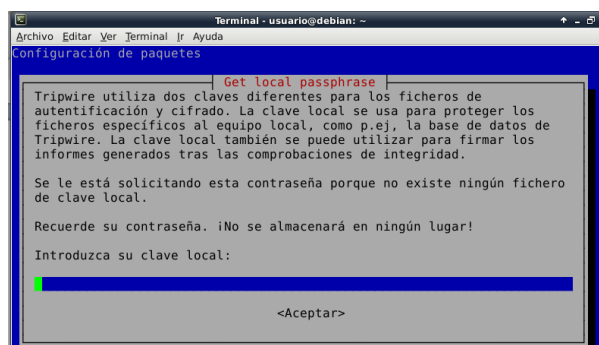 Terminal - usuario@debian: ~
Archivo Editar Ver Terminal Ir Ayuda
Configuración de paquetes
Get local passphrase
Tripwire utiliza dos claves diferentes para los ficheros de
autentificación y cifrado. La clave local se usa para proteger los
ficheros específicos al equipo local, como p.ej, la base de datos de
Tripwire. La clave local también se puede utilizar para firmar los
informes generados tras las comprobaciones de integridad.
Se le está solicitando esta contraseña porque no existe ningún fichero
de clave local.
Recuerde su contraseña. ¡No se almacenará en ningún lugar!
Introduzca su clave local:
<Aceptar>